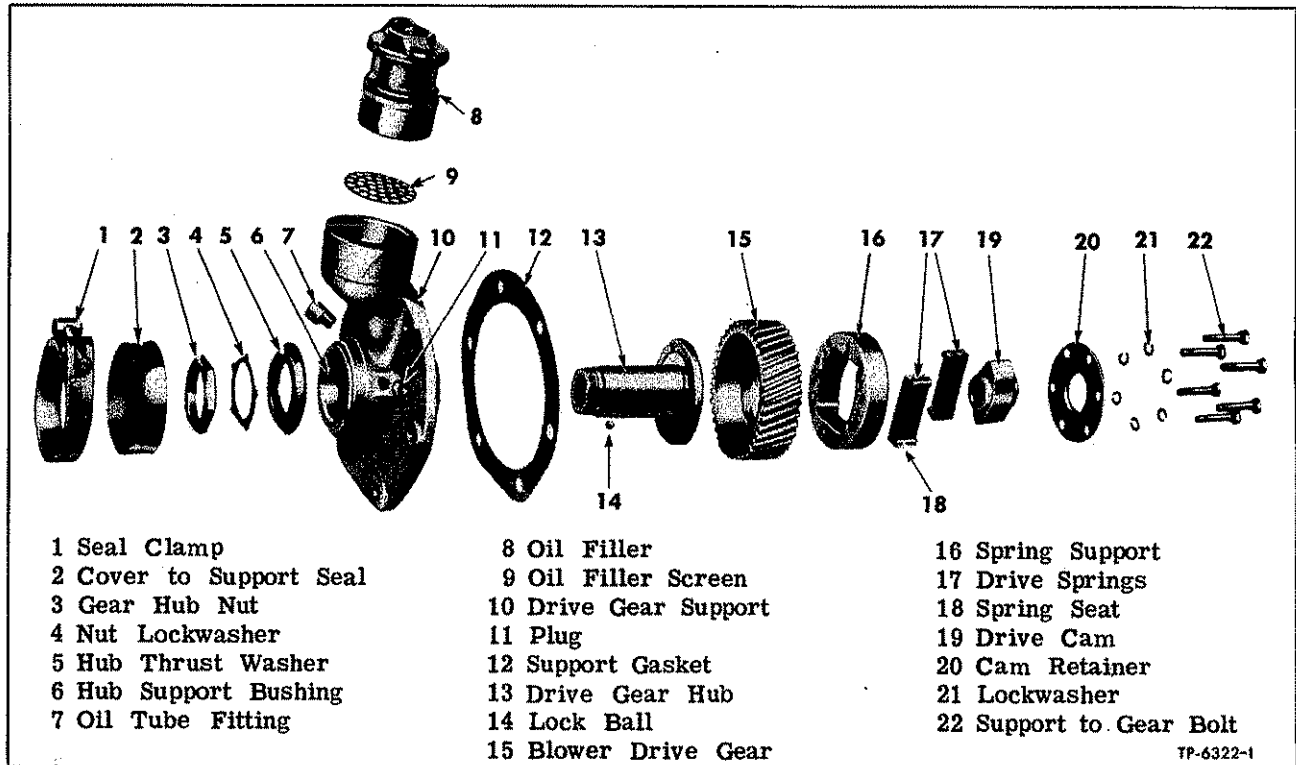 8
9
1 2 3 4 5 6 7 10 11 12 13 15 16 17 19 20 21 22
14
18
1 Seal Clamp
2 Cover to Support Seal
3 Gear Hub Nut
4 Nut Lockwasher
5 Hub Thrust Washer
6 Hub Support Bushing
7 Oil Tube Fitting
8 Oil Filler
9 Oil Filler Screen
10 Drive Gear Support
11 Plug
12 Support Gasket
13 Drive Gear Hub
14 Lock Ball
15 Blower Drive Gear
16 Spring Support
17 Drive Springs
18 Spring Seat
19 Drive Cam
20 Cam Retainer
21 Lockwasher
22 Support to Gear Bolt
TP-6322-1